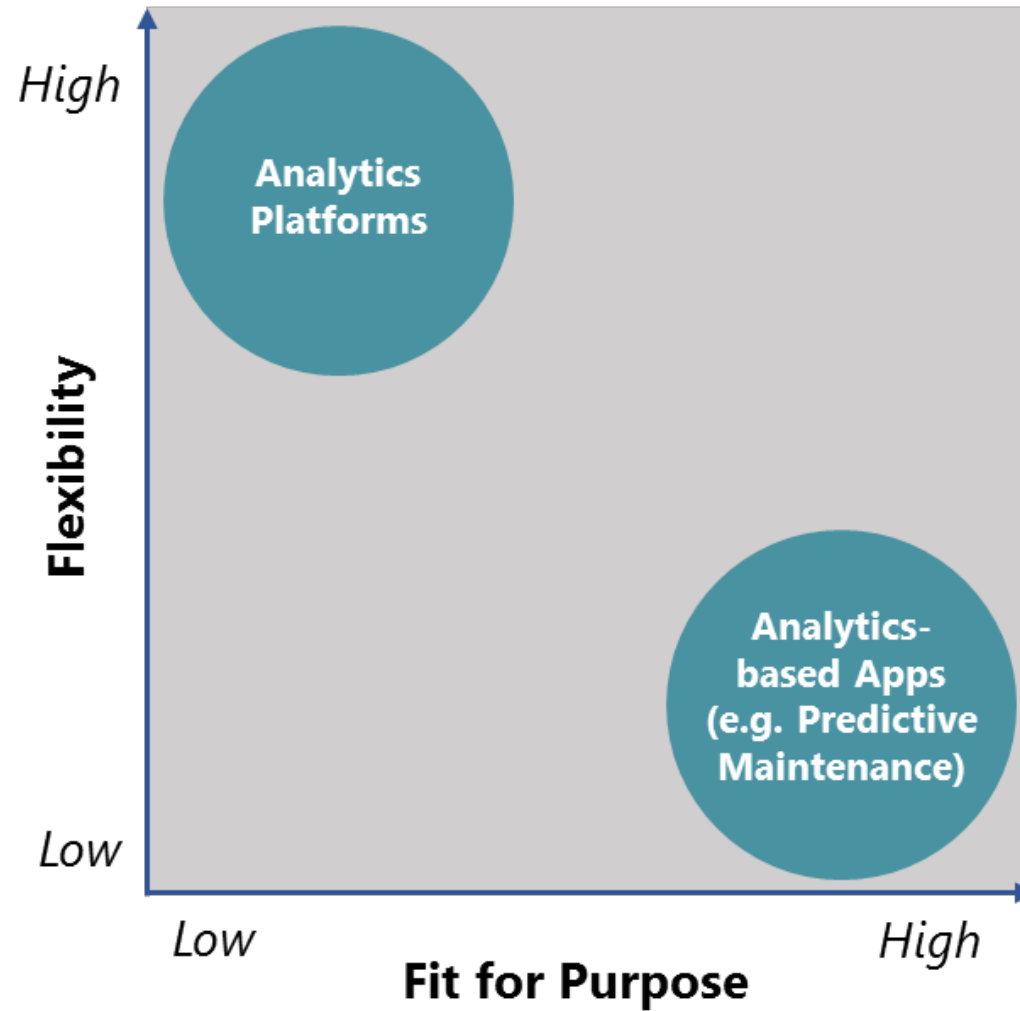 High
Analytics
Platforms
Flexibility
Analytics-
based Apps
(e.g. Predictive
Maintenance)
Low
Low
High
Fit for Purpose